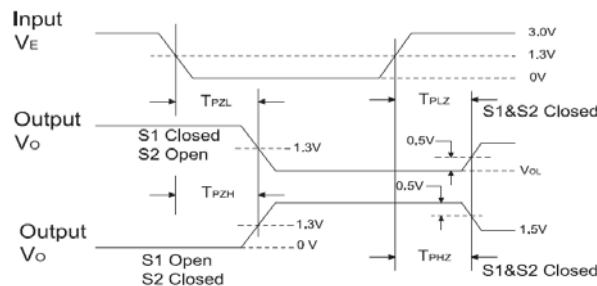 Input
VE
3.0V
1.3V
0V
TPZL
TPLZ
S1&S2 Closed
Output
VO
S1 Closed
S2 Open
1.3V
0.5V
VOL
TPZH
0.5V
Output
VO
1.3V
0 V
1.5V
S1 Open
S2 Closed
TPHZ
S1&S2 Closed